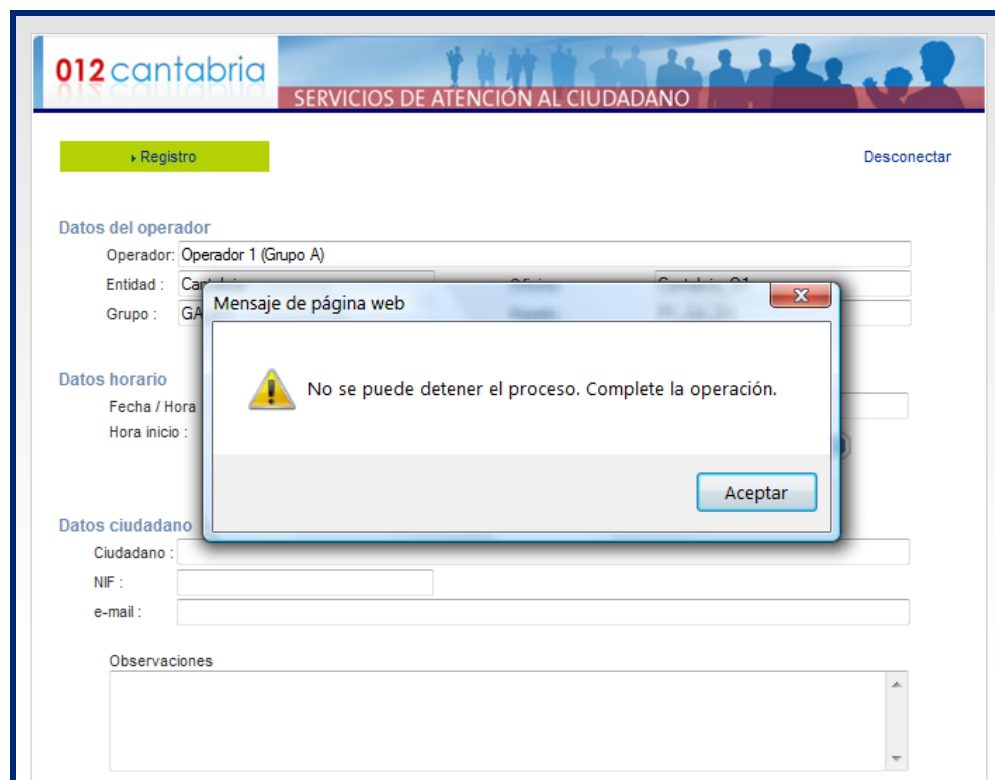 012 cantabria
SERVICIOS DE ATENCIÓN AL CIUDADANO
Registro
Desconectar
Datos del operador
Operador: Operador 1 (Grupo A)
Entidad :
Mensaje de página web
Grupo : GA
Datos horario
No se puede detener el proceso. Complete la operación.
Fecha / Hora
Hora inicio :
Aceptar
Datos ciudadano
Ciudadano :
NIF :
e-mail :
Observaciones